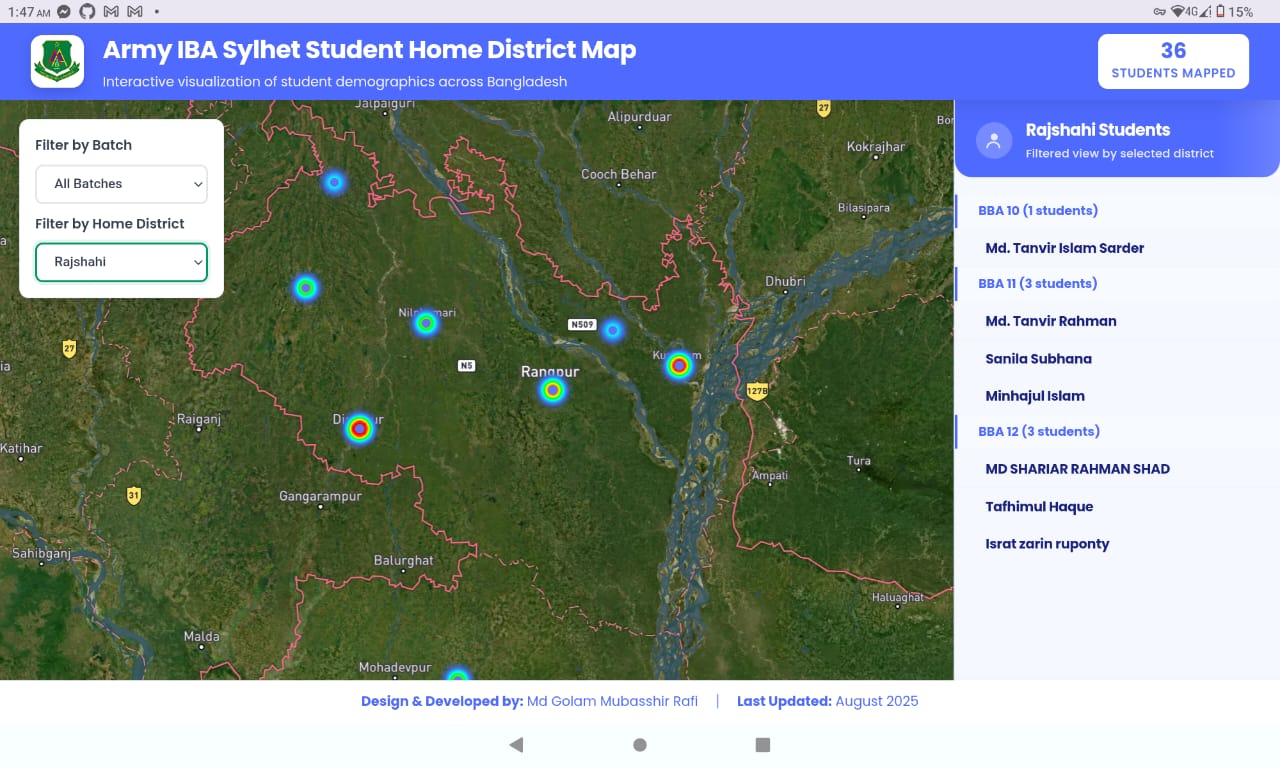 1:47 AM
4G 15%
Army IBA Sylhet Student Home District Map
Interactive visualization of student demographics across Bangladesh
36
STUDENTS MAPPED
Filter by Batch
All Batches
Filter by Home District
Rajshahi
Jalpaiguri
Alipurduar
27
Kokrajhar
Cooch Behar
Bilasipara
Dhubri
N509
27
N5
Rangpur
127B
Raiganj
Katihar
Tura
Ampati
31
Gangarampur
Sahibganj
Balurghat
Haluaghat
Malda
Mohadevpur
Rajshahi Students
Filtered view by selected district
BBA 10 (1 students)
Md. Tanvir Islam Sarder
BBA 11 (3 students)
Md. Tanvir Rahman
Sanila Subhana
Minhajul Islam
BBA 12 (3 students)
MD SHARIAR RAHMAN SHAD
Tafhimul Haque
Israt zarin ruponty
Design & Developed by: Md Golam Mubasshir Rafi | Last Updated: August 2025